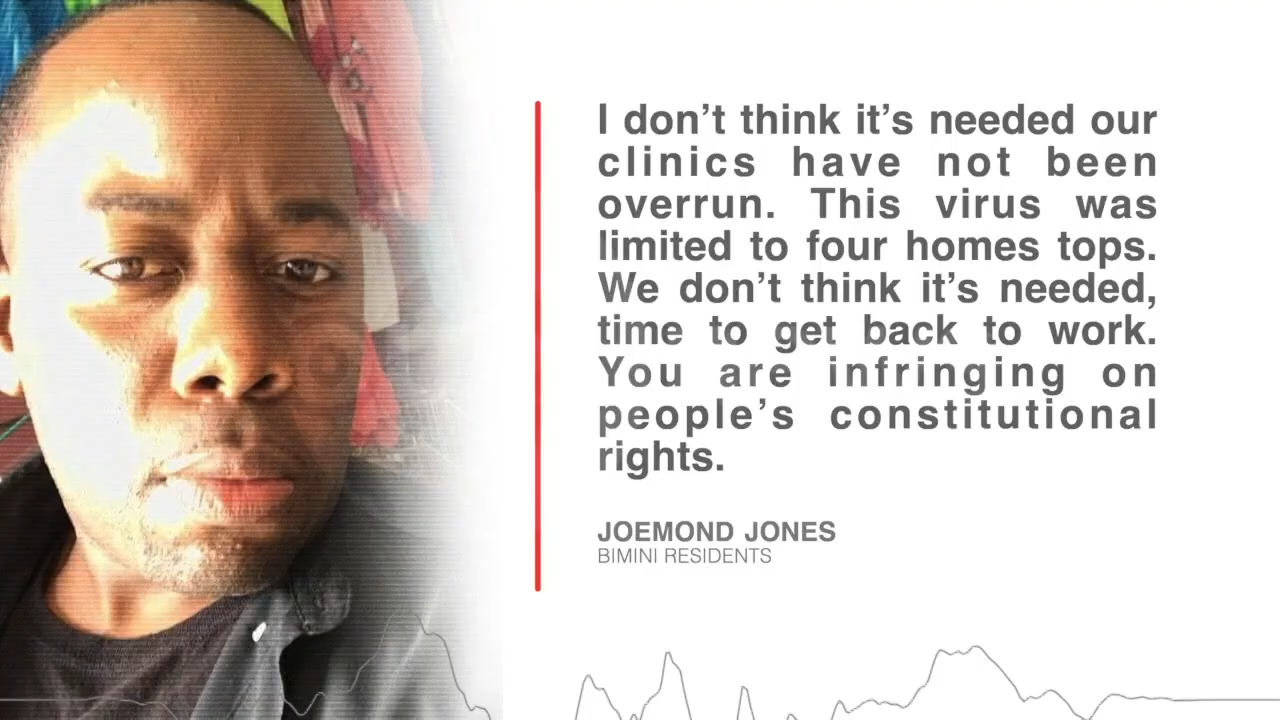 I don’t think it’s needed our
clinics have not been
overrun. This virus was
limited to four homes tops.
We don’t think it’s needed,
time to get back to work.
You are infringing on
people’s constitutional
rights.
JOEMOND JONES
BIMINI RESIDENTS